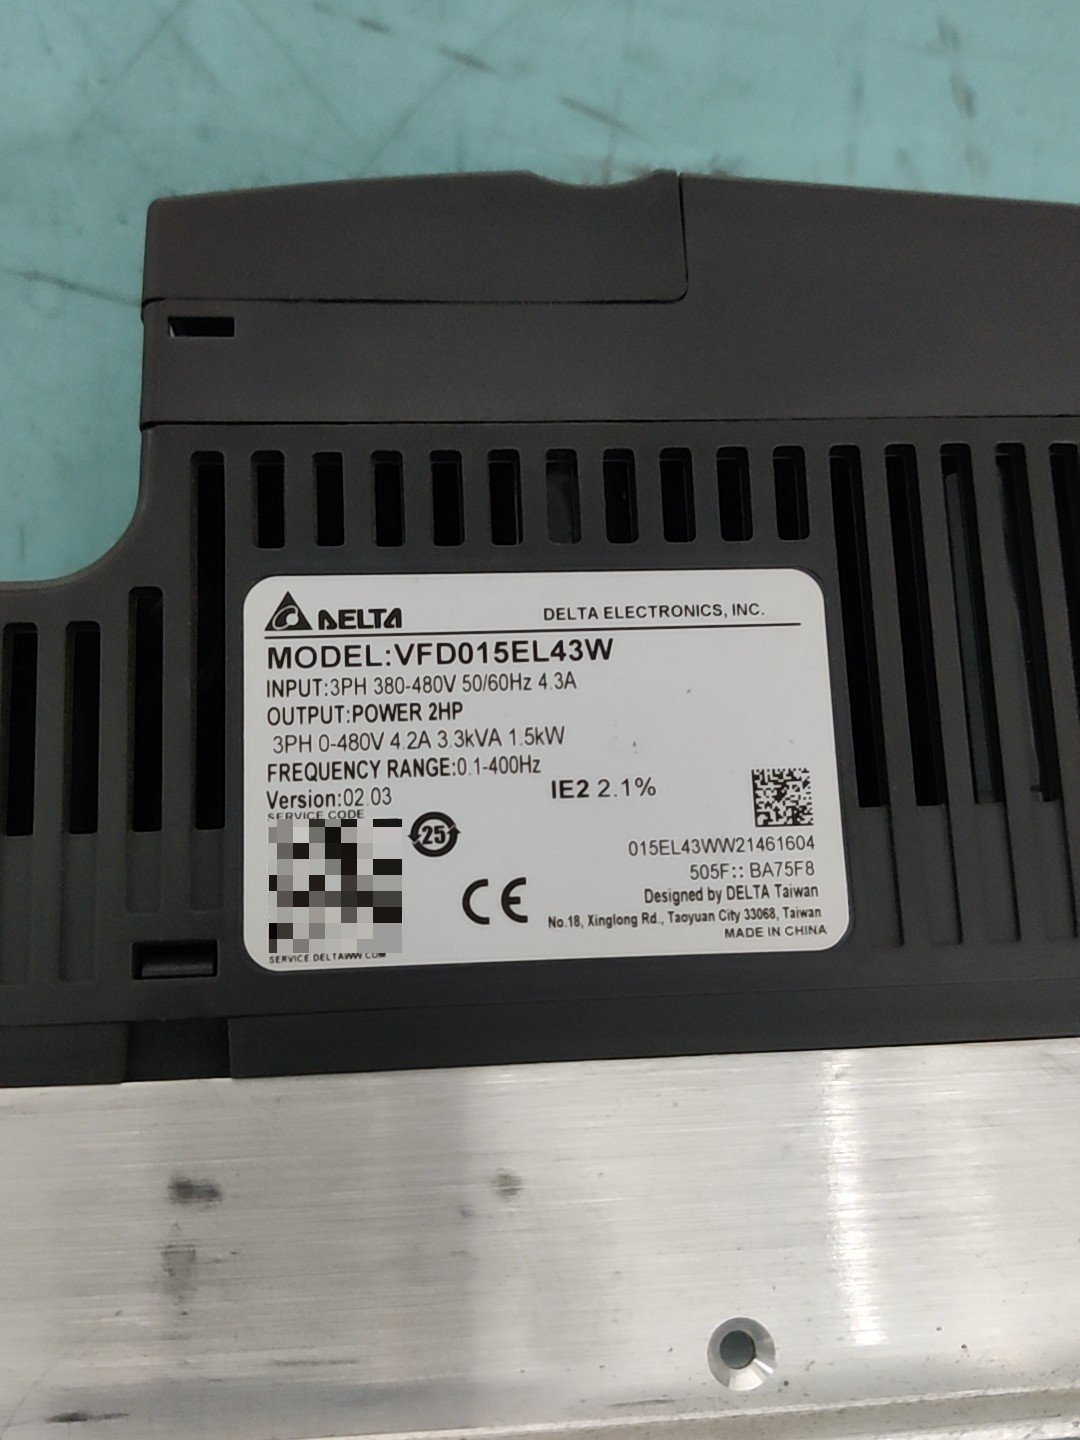 DELTA DELTA ELECTRONICS, INC.
MODEL:VFD015EL43W
INPUT:3PH 380-480V 50/60Hz 4.3A
OUTPUT:POWER 2HP
3PH 0-480V 4.2A 3.3kVA 1.5kW
FREQUENCY RANGE:0.1-400Hz
Version:02.03
IE2 2.1%
SERVICE CODE
25
CE
015EL43WW21461604
505F:: BA75F8
Designed by DELTA Taiwan
No.18, Xinglong Rd., Taoyuan City 33068, Taiwan
MADE IN CHINA
SERVICE.DELTAWW.COM